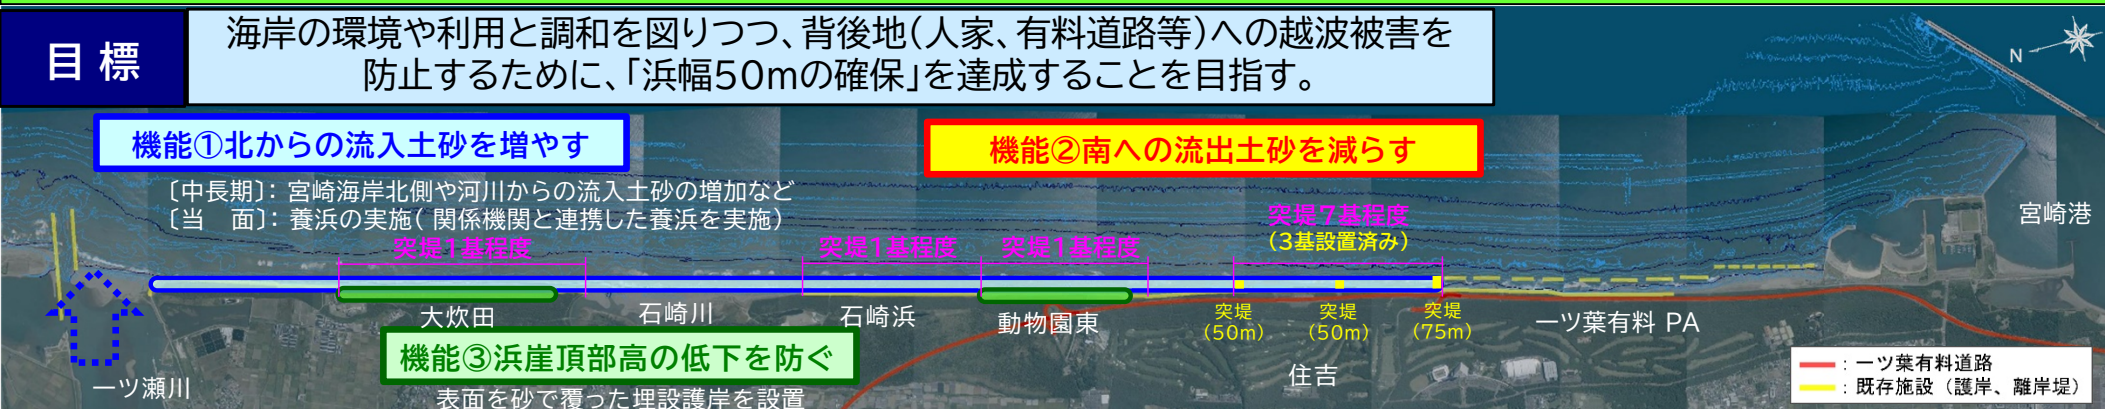 目 標
海岸の環境や利用と調和を図りつつ、背後地(人家、有料道路等)への越波被害を
防止するために、「浜幅50mの確保」を達成することを目指す。
N
機能①北からの流入土砂を増やす
機能②南への流出土砂を減らす
〔中長期〕：宮崎海岸北側や河川からの流入土砂の増加など
〔当　面〕：養浜の実施（関係機関と連携した養浜を実施）
突堤1基程度
突堤1基程度
突堤1基程度
突堤7基程度
（3基設置済み）
宮崎港
大炊田
石崎川
石崎浜
動物園東
突堤
（50m）
突堤
（50m）
突堤
（75m）
一ツ葉有料 PA
機能③浜崖頂部高の低下を防ぐ
表面を砂で覆った埋設護岸を設置
一ツ瀬川
住吉
：一ツ葉有料道路
：既存施設（護岸、離岸堤）